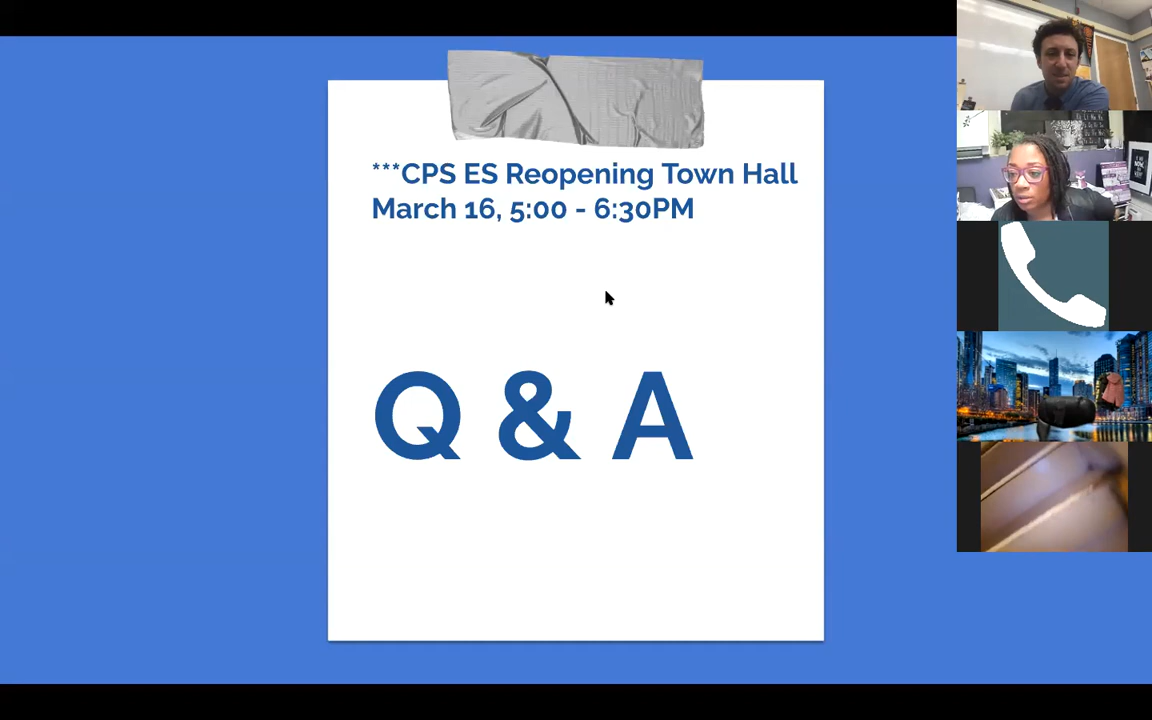 ***CPS ES Reopening Town Hall
March 16, 5:00 - 6:30PM
Q & A